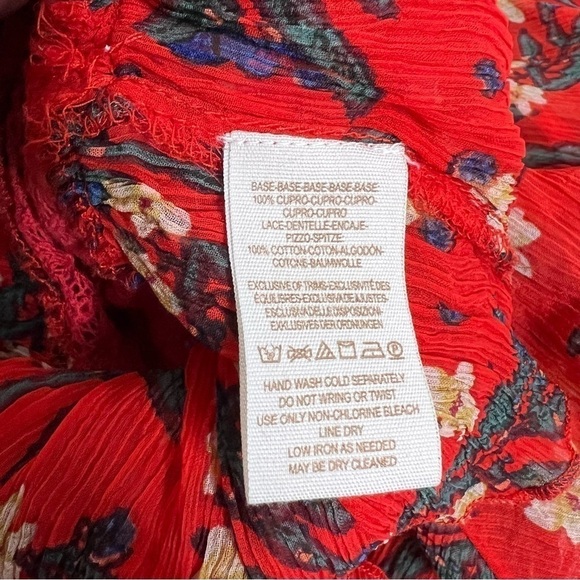 BASE-BASE-BASE-BASE-BASE:
100% CUPRO-CUPRO-CUPRO-
CUPRO-CUPRO
LACE-DENTELLE-ENCAJE-
PIZZO-SPITZE:
100% COTTON-COTON-ALGODÓN-
COTONE-BAUMWOLLE
EXCLUSIVE OF TRIMS-EXCLUSIVITÉ DES
ÉQUILIBRES-EXCLUSIVA DE AJUSTES-
ESCLUSIVA DELLE FINITURE-
EXCLUSIVEN DER ORDNUNGEN
HAND WASH COLD SEPARATELY
DO NOT WRING OR TWIST
USE ONLY NON-CHLORINE BLEACH
LINE DRY
LOW IRON AS NEEDED
MAY BE DRY CLEANED